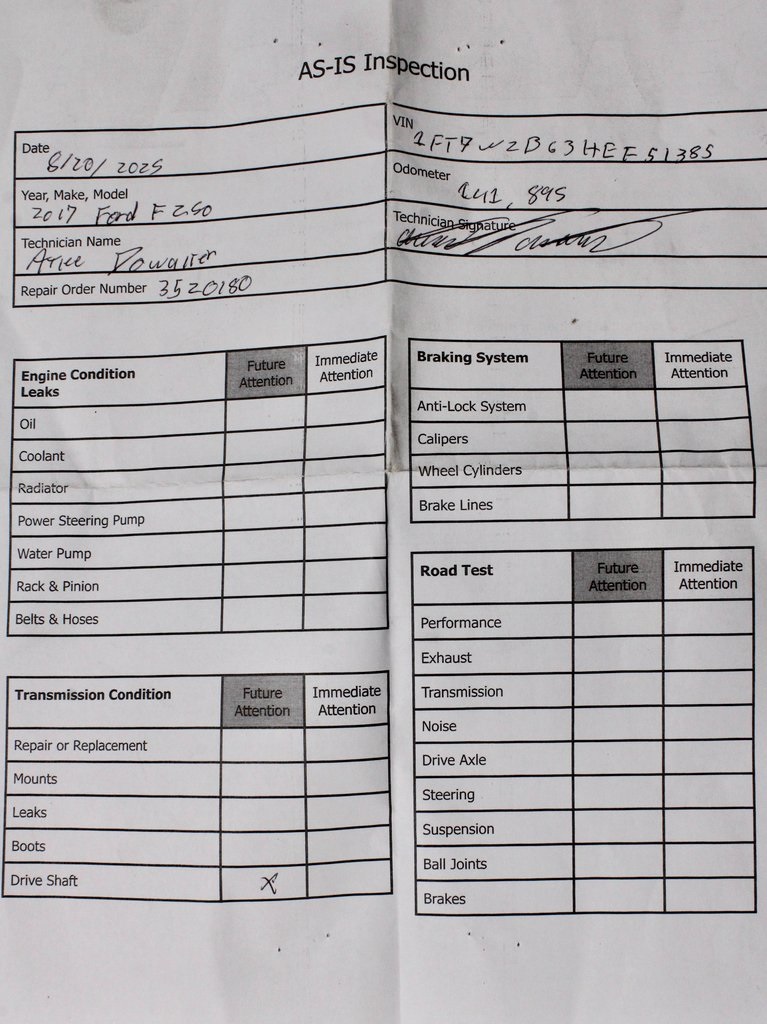 AS-IS Inspection
Date 8/20/2025
VIN 1FT7W2B63HEE51385
Year, Make, Model 2017 Ford F250
Odometer 141,895
Technician Name
Technician Signature
Repair Order Number 3520180
Engine Condition Leaks Future Attention Immediate Attention
Oil
Coolant
Radiator
Power Steering Pump
Water Pump
Rack & Pinion
Belts & Hoses
Transmission Condition Future Attention Immediate Attention
Repair or Replacement
Mounts
Leaks
Boots
Drive Shaft X
Braking System Future Attention Immediate Attention
Anti-Lock System
Calipers
Wheel Cylinders
Brake Lines
Road Test Future Attention Immediate Attention
Performance
Exhaust
Transmission
Noise
Drive Axle
Steering
Suspension
Ball Joints
Brakes